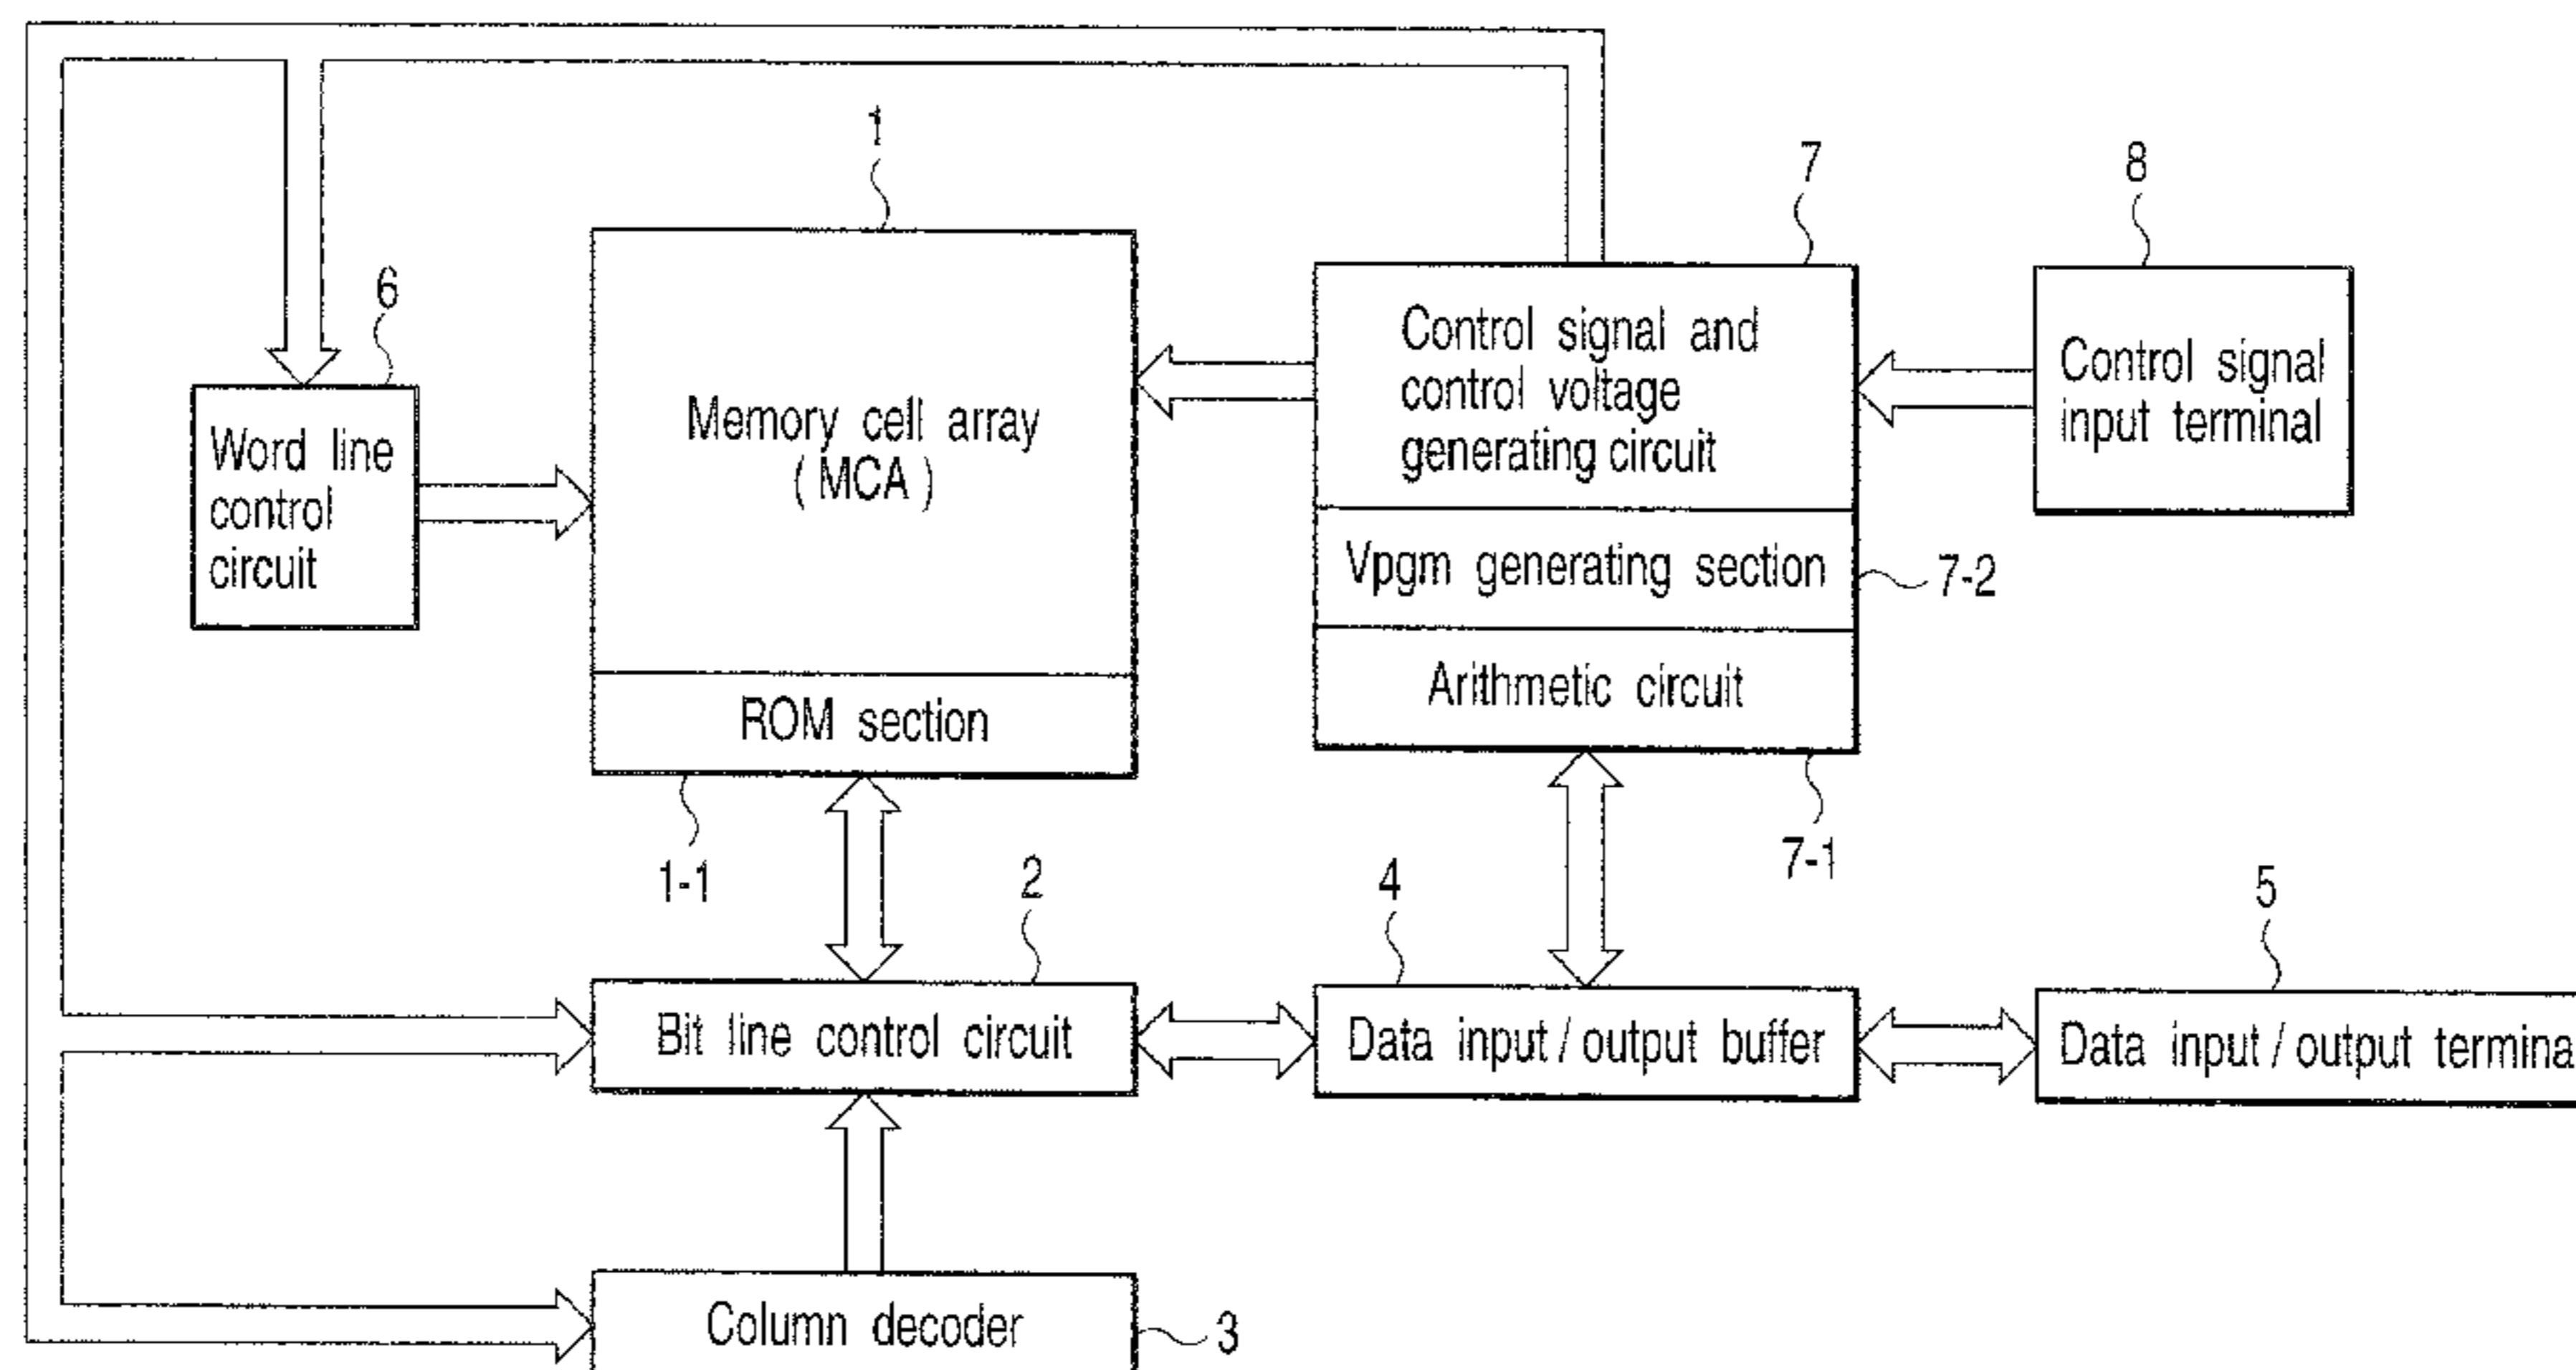 1
7
8
6
Control signal and
control voltage
generating circuit
Control signal
input terminal
Memory cell array
( MCA )
Word line
control
circuit
Vpgm generating section
7-2
Arithmetic circuit
ROM section
1-1
7-1
2
4
5
Bit line control circuit
Data input / output buffer
Data input / output termina
Column decoder
3